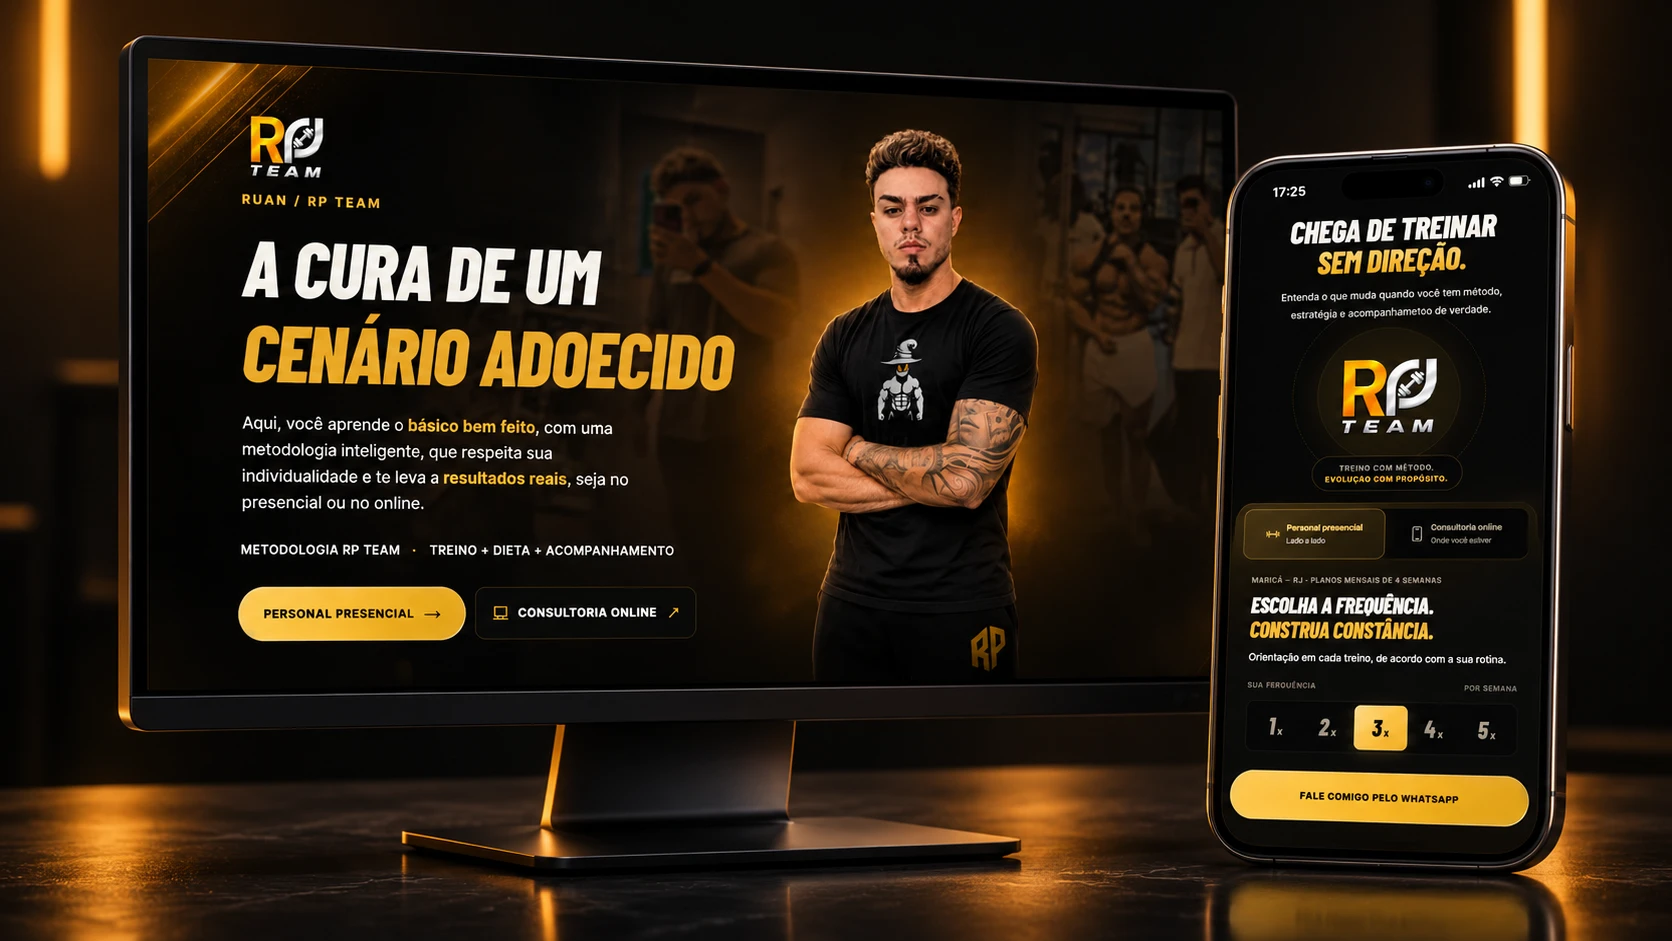 RP
TEAM
RUAN / RP TEAM
A CURA DE UM
CENÁRIO ADOECIDO
Aqui, você aprende o básico bem feito, com uma
metodologia inteligente, que respeita sua
individualidade e te leva a resultados reais, seja no
presencial ou no online.
METODOLOGIA RP TEAM · TREINO + DIETA + ACOMPANHAMENTO
PERSONAL PRESENCIAL →
CONSULTORIA ONLINE ↗
RP
17:25
CHEGA DE TREINAR
SEM DIREÇÃO.
Entenda o que muda quando você tem método,
estratégia e acompanhametoo de verdade.
RP
TEAM
TREINO COM MÉTODO.
EVOLUÇÃO COM PROPÓSITO.
Personal presencial
Lado a lado
Consultoria online
Onde você estiver
MARICÁ – RJ - PLANOS MENSAIS DE 4 SEMANAS
ESCOLHA A FREQUÊNCIA.
CONSTRUA CONSTÂNCIA.
Orientação em cada treino, de acordo com a sua rotina.
SUA FERQUÊNCIA POR SEMANA
1x 2x 3x 4x 5x
FALE COMIGO PELO WHATSAPP